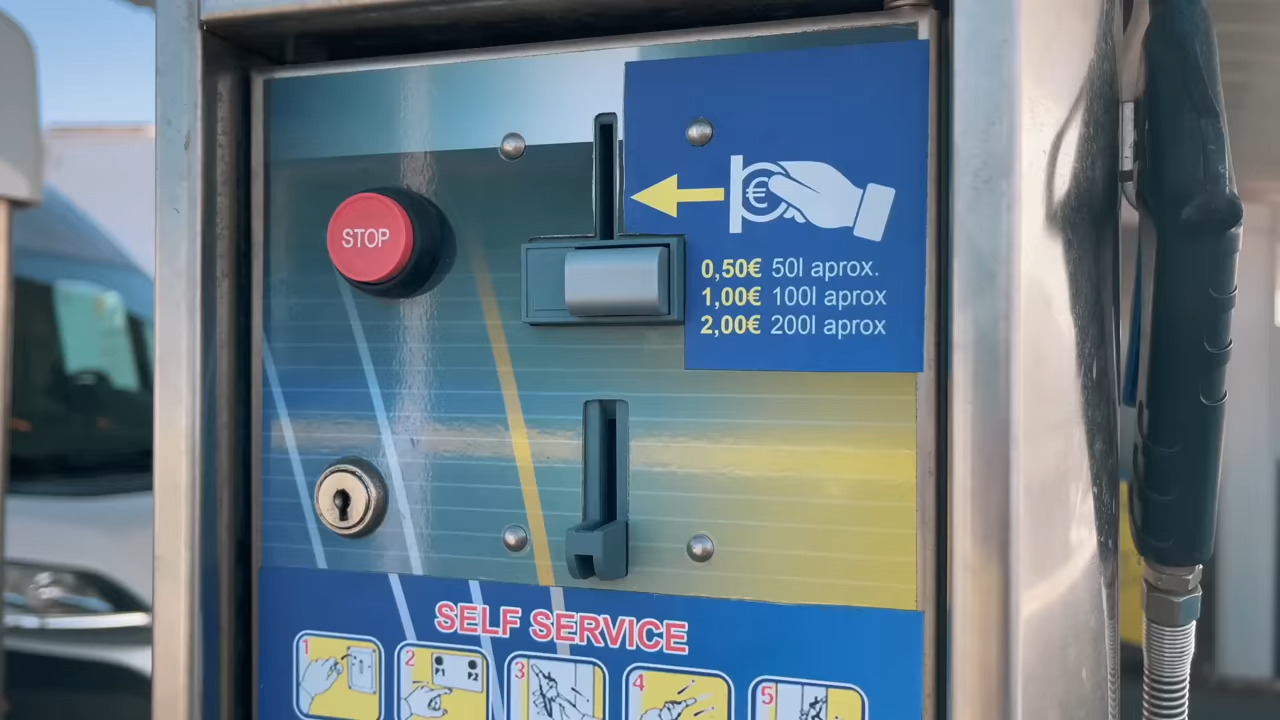 STOP
€
0,50€ 50l aprox.
1,00€ 100l aprox
2,00€ 200l aprox
SELF SERVICE
1
2
P1 P2
3
4
5